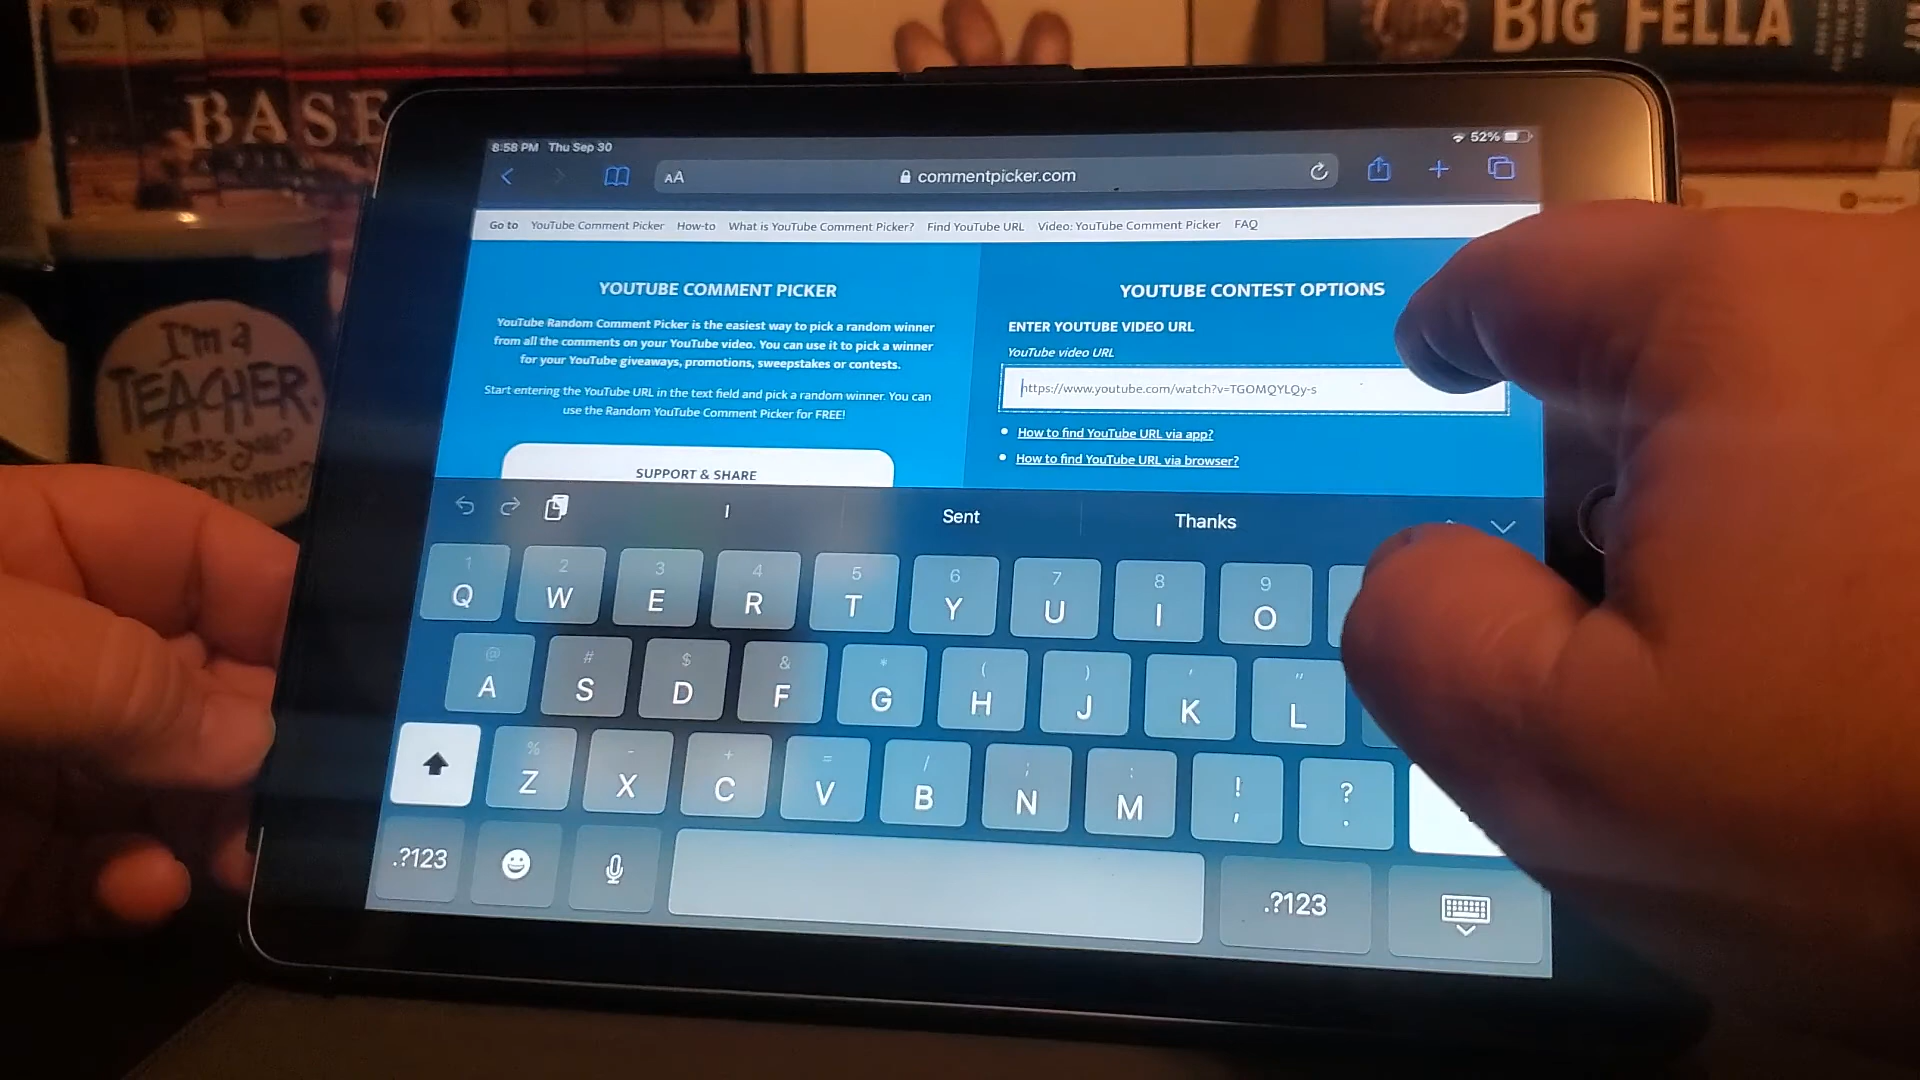 BIG FELLA
BASE
8:58 PM Thu Sep 30
52%
AA
commentpicker.com
Go to YouTube Comment Picker How-to What is YouTube Comment Picker? Find YouTube URL Video: YouTube Comment Picker FAQ
YOUTUBE COMMENT PICKER
YouTube Random Comment Picker is the easiest way to pick a random winner
from all the comments on your YouTube video. You can use it to pick a winner
for your YouTube giveaways, promotions, sweepstakes or contests.
Start entering the YouTube URL in the text field and pick a random winner. You can
use the Random YouTube Comment Picker for FREE!
SUPPORT & SHARE
YOUTUBE CONTEST OPTIONS
ENTER YOUTUBE VIDEO URL
YouTube video URL
https://www.youtube.com/watch?v=TGOMQYLQy-s
How to find YouTube URL via app?
How to find YouTube URL via browser?
I'm a
TEACHER.
What's your
I Sent Thanks
1 2 3 4 5 6 7 8 9
Q W E R T Y U I O
@ # $ & * ( ) ' "
A S D F G H J K L
% - + = / ; : ! ?
Z X C V B N M , .
.?123 .?123